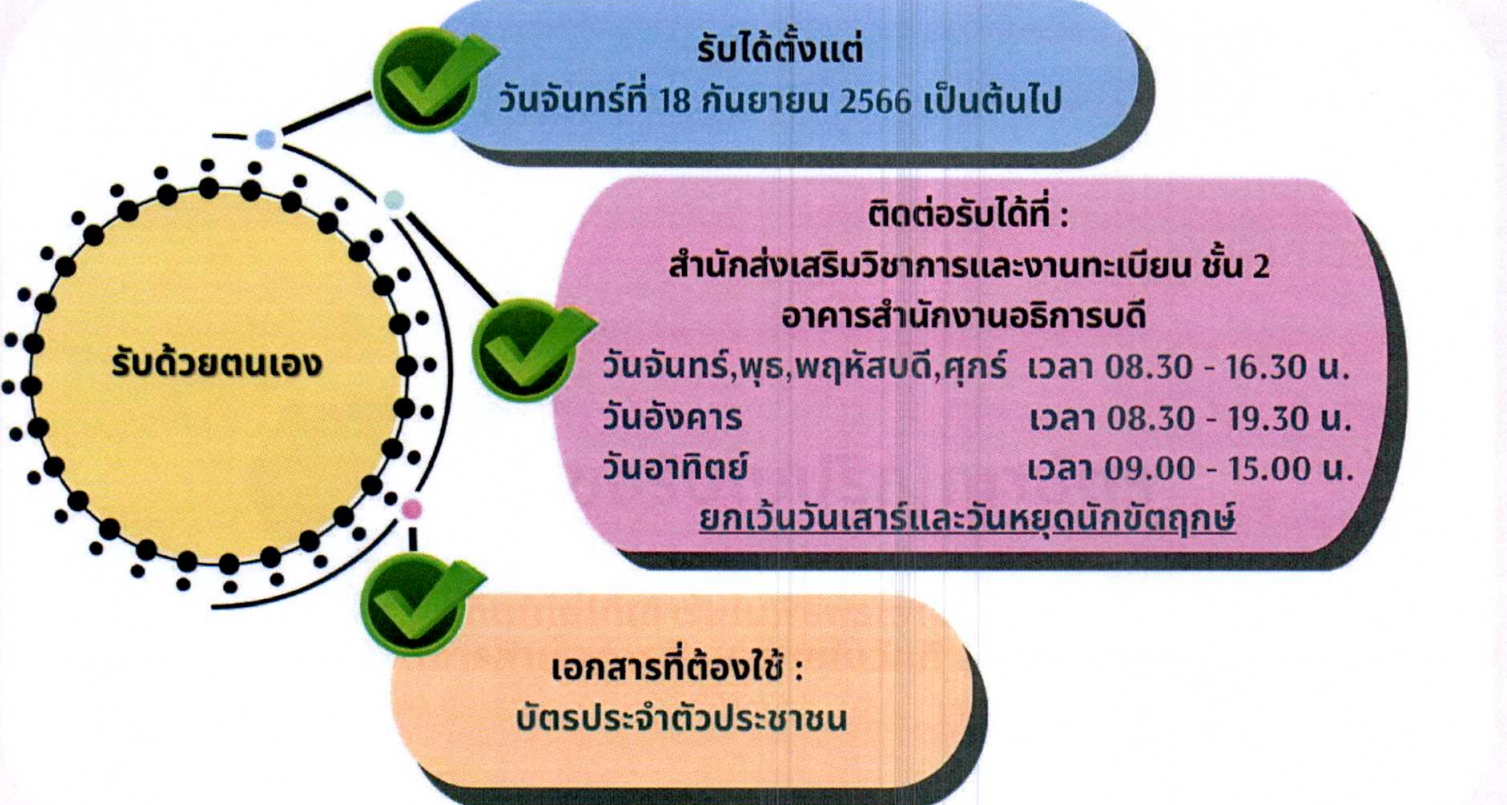 รับได้ตั้งแต่
วันจันทร์ที่ 18 กันยายน 2566 เป็นต้นไป
รับด้วยตนเอง
ติดต่อรับได้ที่ :
สำนักส่งเสริมวิชาการและงานทะเบียน ชั้น 2
อาคารสำนักงานอธิการบดี
วันจันทร์,พุธ,พฤหัสบดี,ศุกร์ เวลา 08.30 - 16.30 น.
วันอังคาร เวลา 08.30 - 19.30 น.
วันอาทิตย์ เวลา 09.00 - 15.00 น.
ยกเว้นวันเสาร์และวันหยุดนักขัตฤกษ์
เอกสารที่ต้องใช้ :
บัตรประจำตัวประชาชน